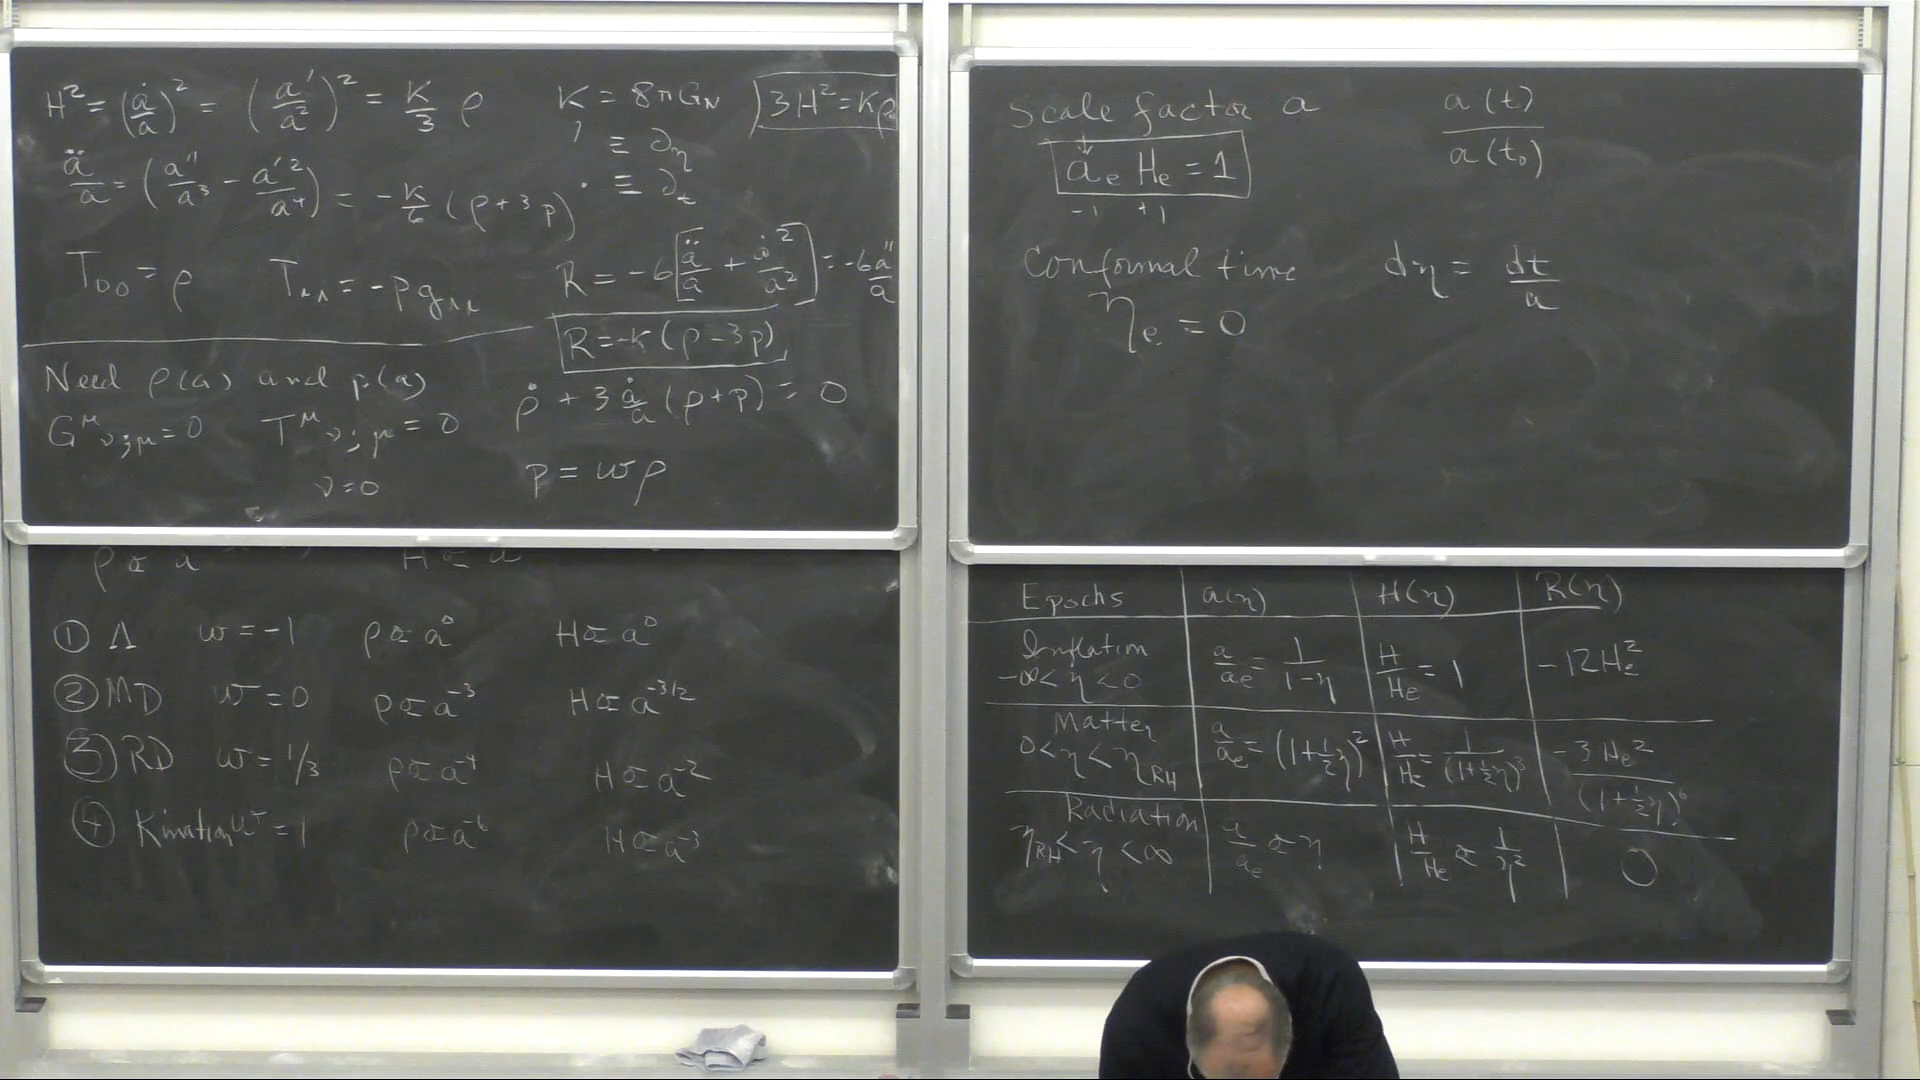 H² = (ȧ/a)² = (a'/a²)² = K/3 ρ    K = 8πG_N    3H² = Kρ
' ≡ ∂_η
ä/a = (a''/a³ - a'²/a⁴) = -K/6 (ρ+3p)    · ≡ ∂_t
T₀₀ = ρ    R = -6[ä/a + ȧ²/a²] = -6a''/a
R = -K(ρ-3p)
Need ρ(a) and p(a)    ρ̇ + 3 ȧ/a (ρ+p) = 0
G^μ_ν;μ = 0    T^μ_ν;μ = 0
ν=0    p = wρ
① Λ    w = -1    ρ ∝ a⁰    H ∝ a⁰
② MD    w = 0    ρ ∝ a⁻³    H ∝ a^(-3/2)
③ RD    w = 1/3    ρ ∝ a⁻⁴    H ∝ a⁻²
④ Kination w = 1    ρ ∝ a⁻⁶    H ∝ a⁻³
Scale factor a    a(t)/a(t₀)
a_e H_e = 1
-1    +1
Conformal time    dη = dt/a
η_e = 0
Epochs    a(η)    H(η)    R(η)
Inflation
-∞ < η < 0    a/a_e = 1/(1-η)    H/H_e = 1    -12H_e²
Matter
0 < η < η_RH    a/a_e = (1+½η)²    H/H_e = 1/(1+½η)³    -3H_e²/(1+½η)⁶
Radiation
η_RH < η < ∞    a/a_e ∝ η    H/H_e ∝ 1/η²    0